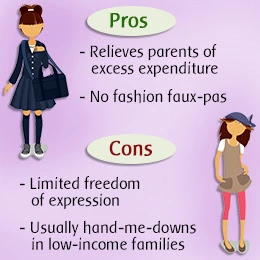 Pros
- Relieves parents of
excess expenditure
- No fashion faux-pas
Cons
- Limited freedom
of expression
- Usually hand-me-downs
in low-income families